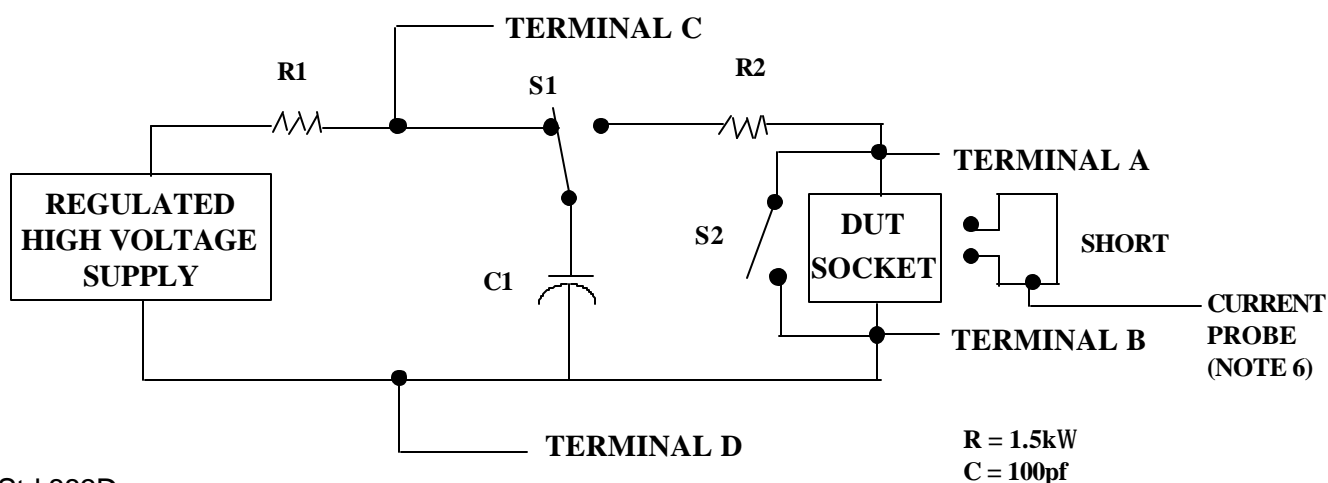 TERMINAL C
R1
S1
R2
TERMINAL A
REGULATED
HIGH VOLTAGE
SUPPLY
S2
DUT
SOCKET
SHORT
C1
CURRENT
PROBE
(NOTE 6)
TERMINAL B
TERMINAL D
R = 1.5kW
C = 100pf